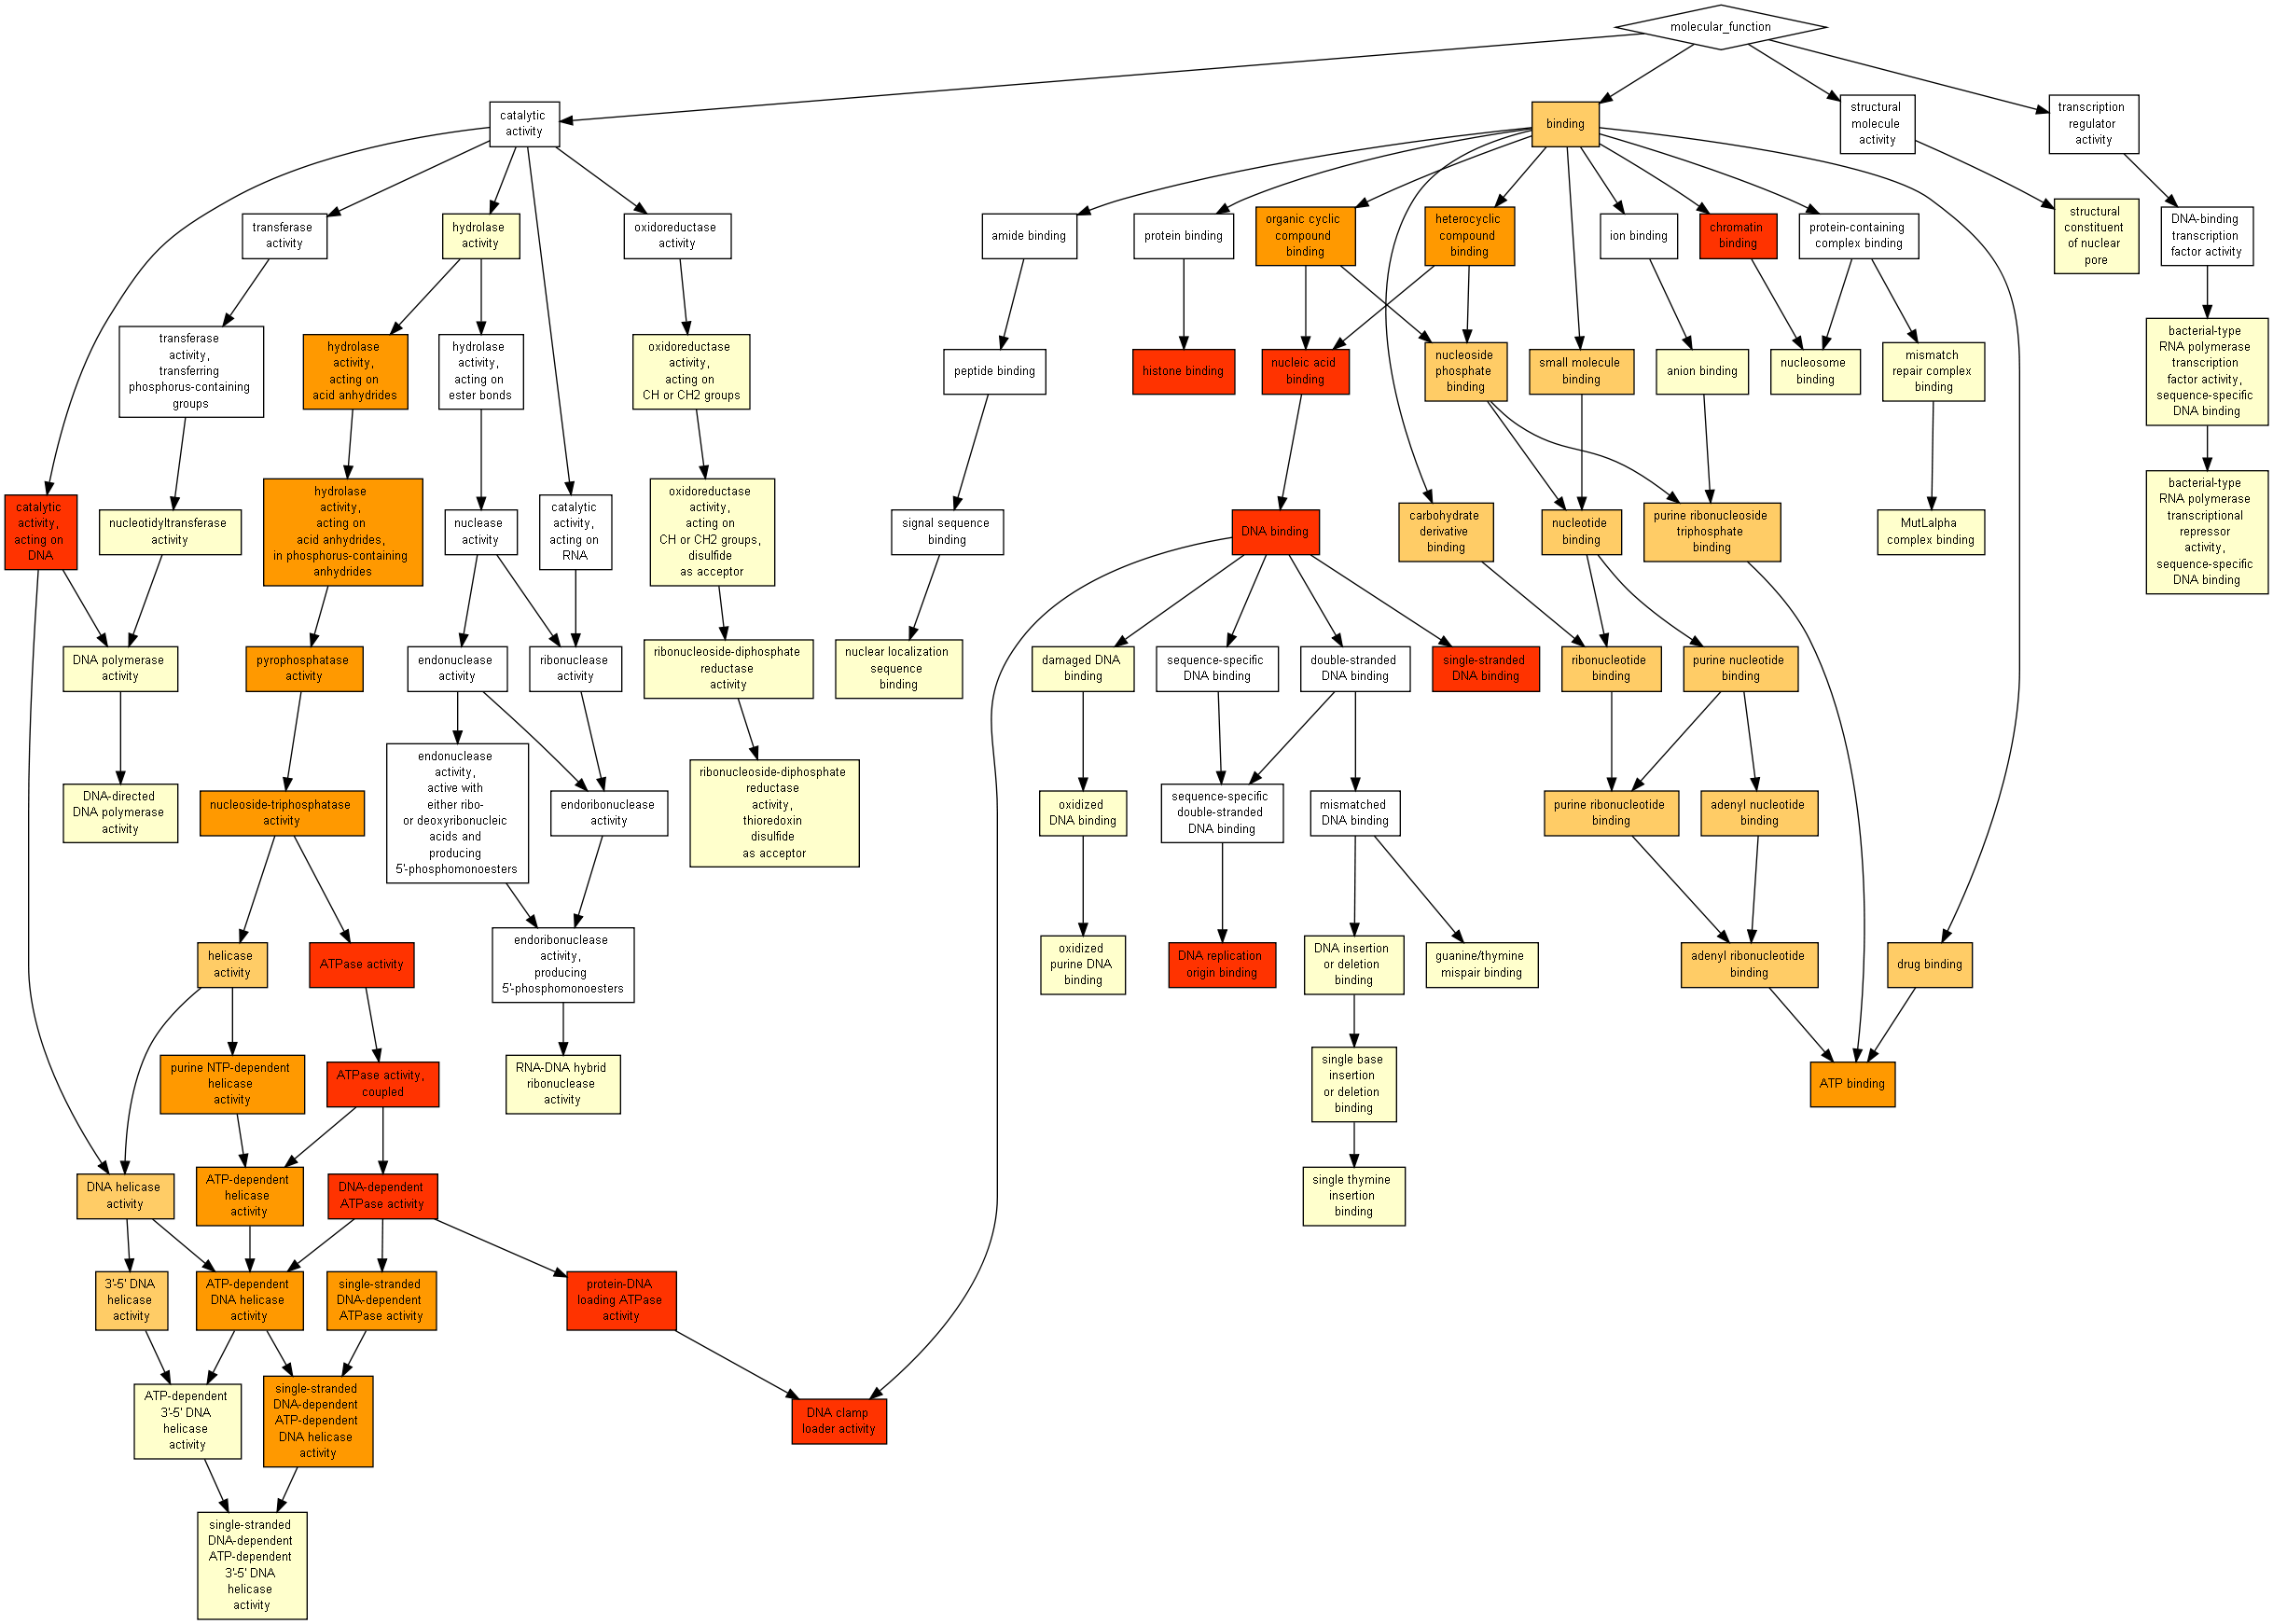 molecular_function
catalytic
activity
binding
structural
molecule
activity
transcription
regulator
activity
transferase
activity
hydrolase
activity
oxidoreductase
activity
amide binding
protein binding
organic cyclic
compound
binding
heterocyclic
compound
binding
ion binding
chromatin
binding
protein-containing
complex binding
structural
constituent
of nuclear
pore
DNA-binding
transcription
factor activity
transferase
activity,
transferring
phosphorus-containing
groups
hydrolase
activity,
acting on
acid anhydrides
hydrolase
activity,
acting on
ester bonds
oxidoreductase
activity,
acting on
CH or CH2 groups
peptide binding
histone binding
nucleic acid
binding
nucleoside
phosphate
binding
small molecule
binding
anion binding
nucleosome
binding
mismatch
repair complex
binding
bacterial-type
RNA polymerase
transcription
factor activity,
sequence-specific
DNA binding
catalytic
activity,
acting on
DNA
nucleotidyltransferase
activity
hydrolase
activity,
acting on
acid anhydrides,
in phosphorus-containing
anhydrides
nuclease
activity
catalytic
activity,
acting on
RNA
oxidoreductase
activity,
acting on
CH or CH2 groups,
disulfide
as acceptor
signal sequence
binding
DNA binding
carbohydrate
derivative
binding
nucleotide
binding
purine ribonucleoside
triphosphate
binding
MutLalpha
complex binding
bacterial-type
RNA polymerase
transcriptional
repressor
activity,
sequence-specific
DNA binding
DNA polymerase
activity
pyrophosphatase
activity
endonuclease
activity
ribonuclease
activity
ribonucleoside-diphosphate
reductase
activity
nuclear localization
sequence
binding
damaged DNA
binding
sequence-specific
DNA binding
double-stranded
DNA binding
single-stranded
DNA binding
ribonucleotide
binding
purine nucleotide
binding
DNA-directed
DNA polymerase
activity
nucleoside-triphosphatase
activity
endonuclease
activity,
active with
either ribo-
or deoxyribonucleic
acids and
producing
5'-phosphomonoesters
endoribonuclease
activity
ribonucleoside-diphosphate
reductase
activity,
thioredoxin
disulfide
as acceptor
oxidized
DNA binding
sequence-specific
double-stranded
DNA binding
mismatched
DNA binding
purine ribonucleotide
binding
adenyl nucleotide
binding
helicase
activity
ATPase activity
endoribonuclease
activity,
producing
5'-phosphomonoesters
oxidized
purine DNA
binding
DNA replication
origin binding
DNA insertion
or deletion
binding
guanine/thymine
mispair binding
adenyl ribonucleotide
binding
drug binding
purine NTP-dependent
helicase
activity
ATPase activity,
coupled
RNA-DNA hybrid
ribonuclease
activity
single base
insertion
or deletion
binding
ATP binding
DNA helicase
activity
ATP-dependent
helicase
activity
DNA-dependent
ATPase activity
single thymine
insertion
binding
3'-5' DNA
helicase
activity
ATP-dependent
DNA helicase
activity
single-stranded
DNA-dependent
ATPase activity
protein-DNA
loading ATPase
activity
ATP-dependent
3'-5' DNA
helicase
activity
single-stranded
DNA-dependent
ATP-dependent
DNA helicase
activity
DNA clamp
loader activity
single-stranded
DNA-dependent
ATP-dependent
3'-5' DNA
helicase
activity